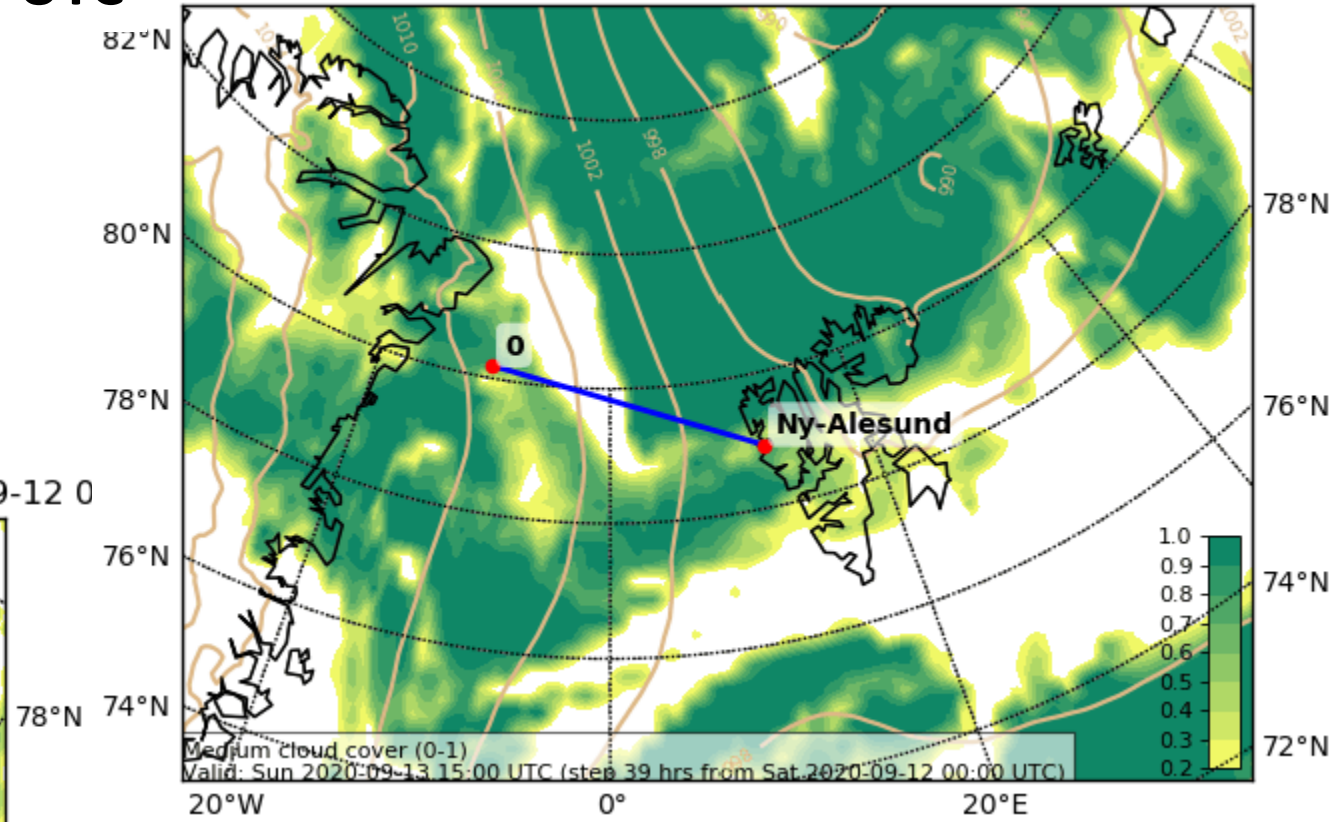 82°N
1010
990
1002
1002
998
990
80°N
78°N
0
78°N
76°N
Ny-Alesund
9-12 0
76°N
1.0
0.9
0.8
0.7
0.6
0.5
0.4
0.3
0.2
74°N
74°N
78°N
72°N
998
Medium cloud cover (0-1)
Valid: Sun 2020-09-13 15:00 UTC (step 39 hrs from Sat 2020-09-12 00:00 UTC)
20°W
0°
20°E